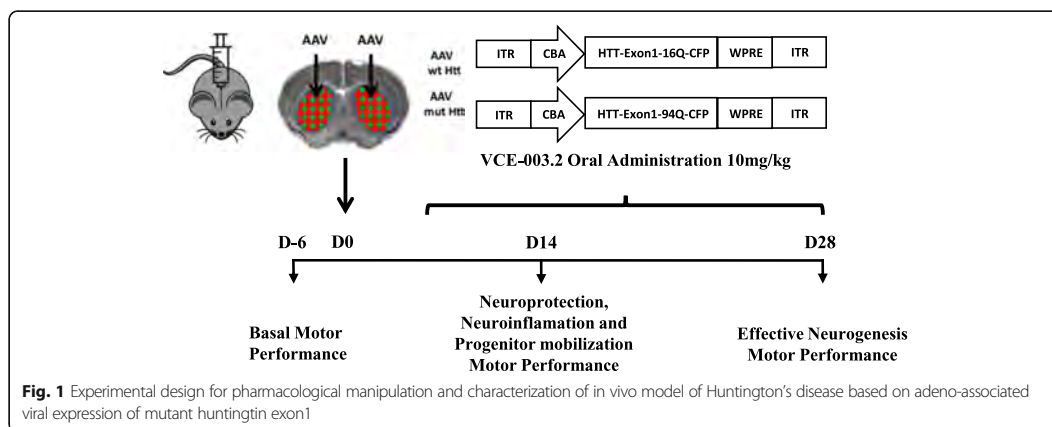 AAV AAV
AAV
wt Htt
ITR CBA HTT-Exon1-16Q-CFP WPRE ITR
AAV
mut Htt
ITR CBA HTT-Exon1-94Q-CFP WPRE ITR
VCE-003.2 Oral Administration 10mg/kg
D-6 D0 D14 D28
Basal Motor
Performance
Neuroprotection,
Neuroinflamation and
Progenitor mobilization
Motor Performance
Effective Neurogenesis
Motor Performance
Fig. 1 Experimental design for pharmacological manipulation and characterization of in vivo model of Huntington's disease based on adeno-associated
viral expression of mutant huntingtin exon1